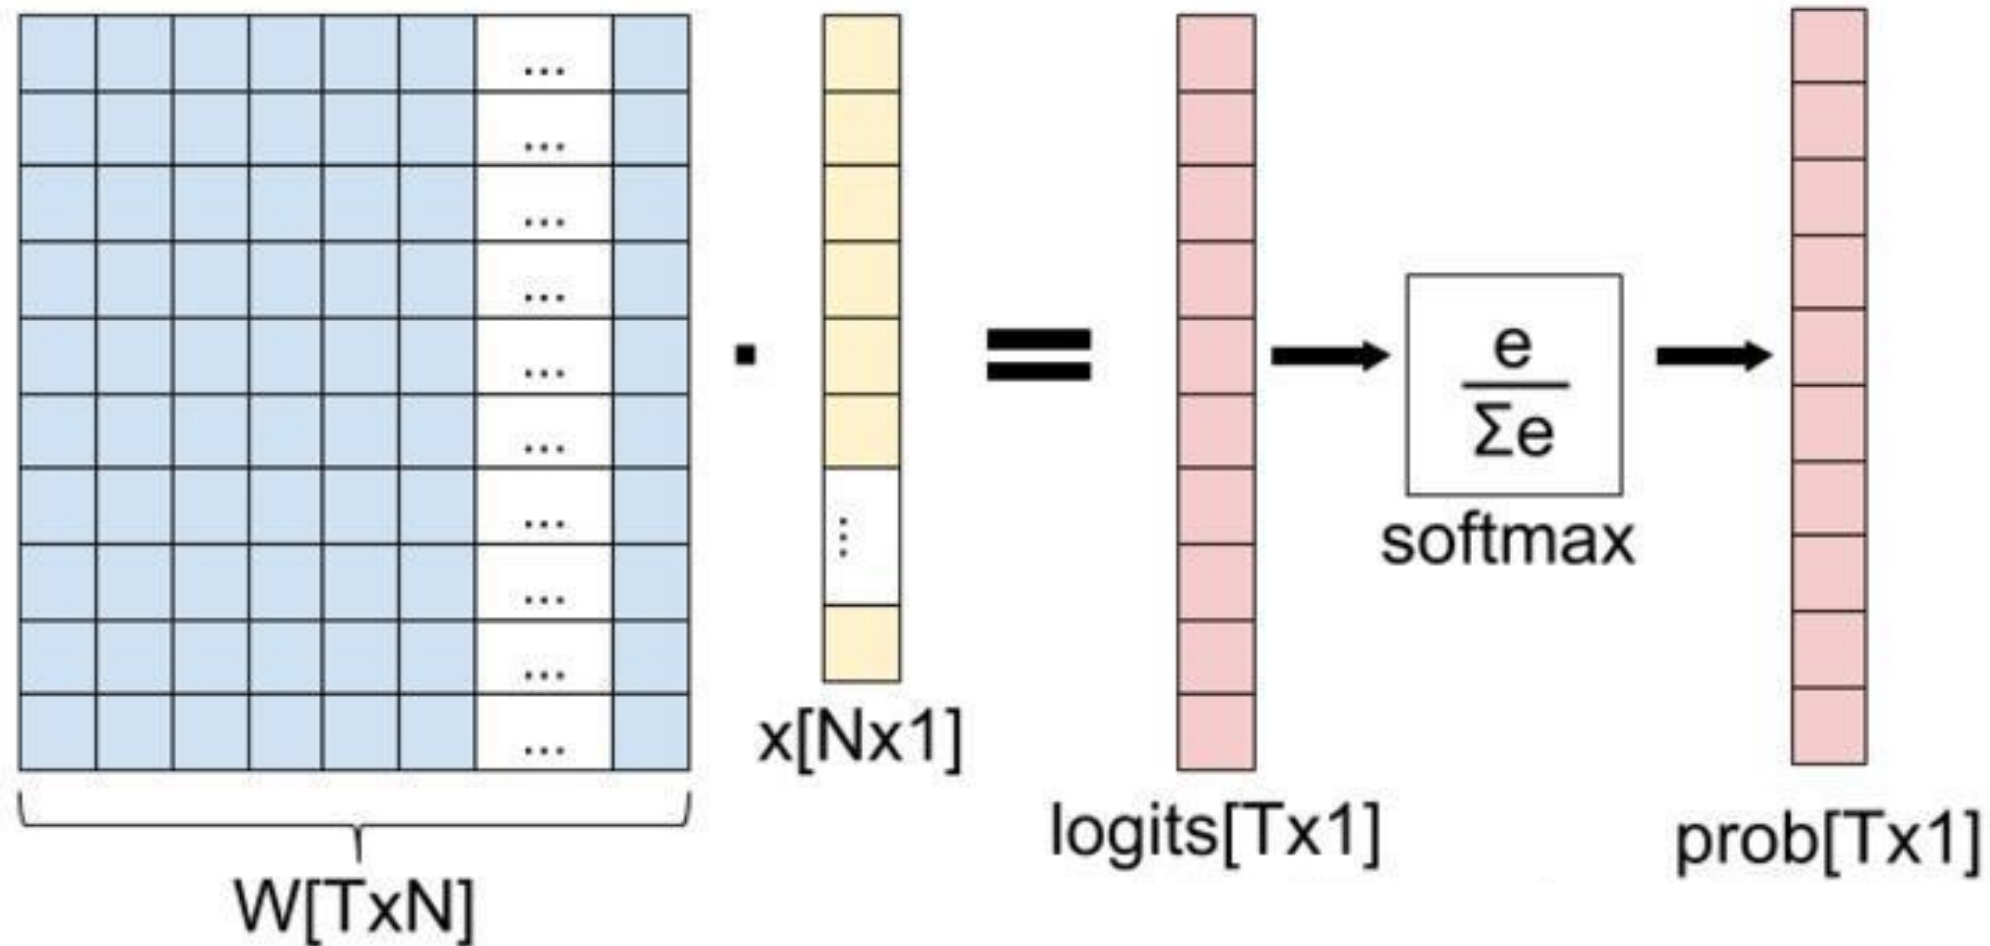 ...
...
...
...
...
...
...
...
...
...
W[TxN]
.
...
x[Nx1]
=
logits[Tx1]
e
Σe
softmax
prob[Tx1]